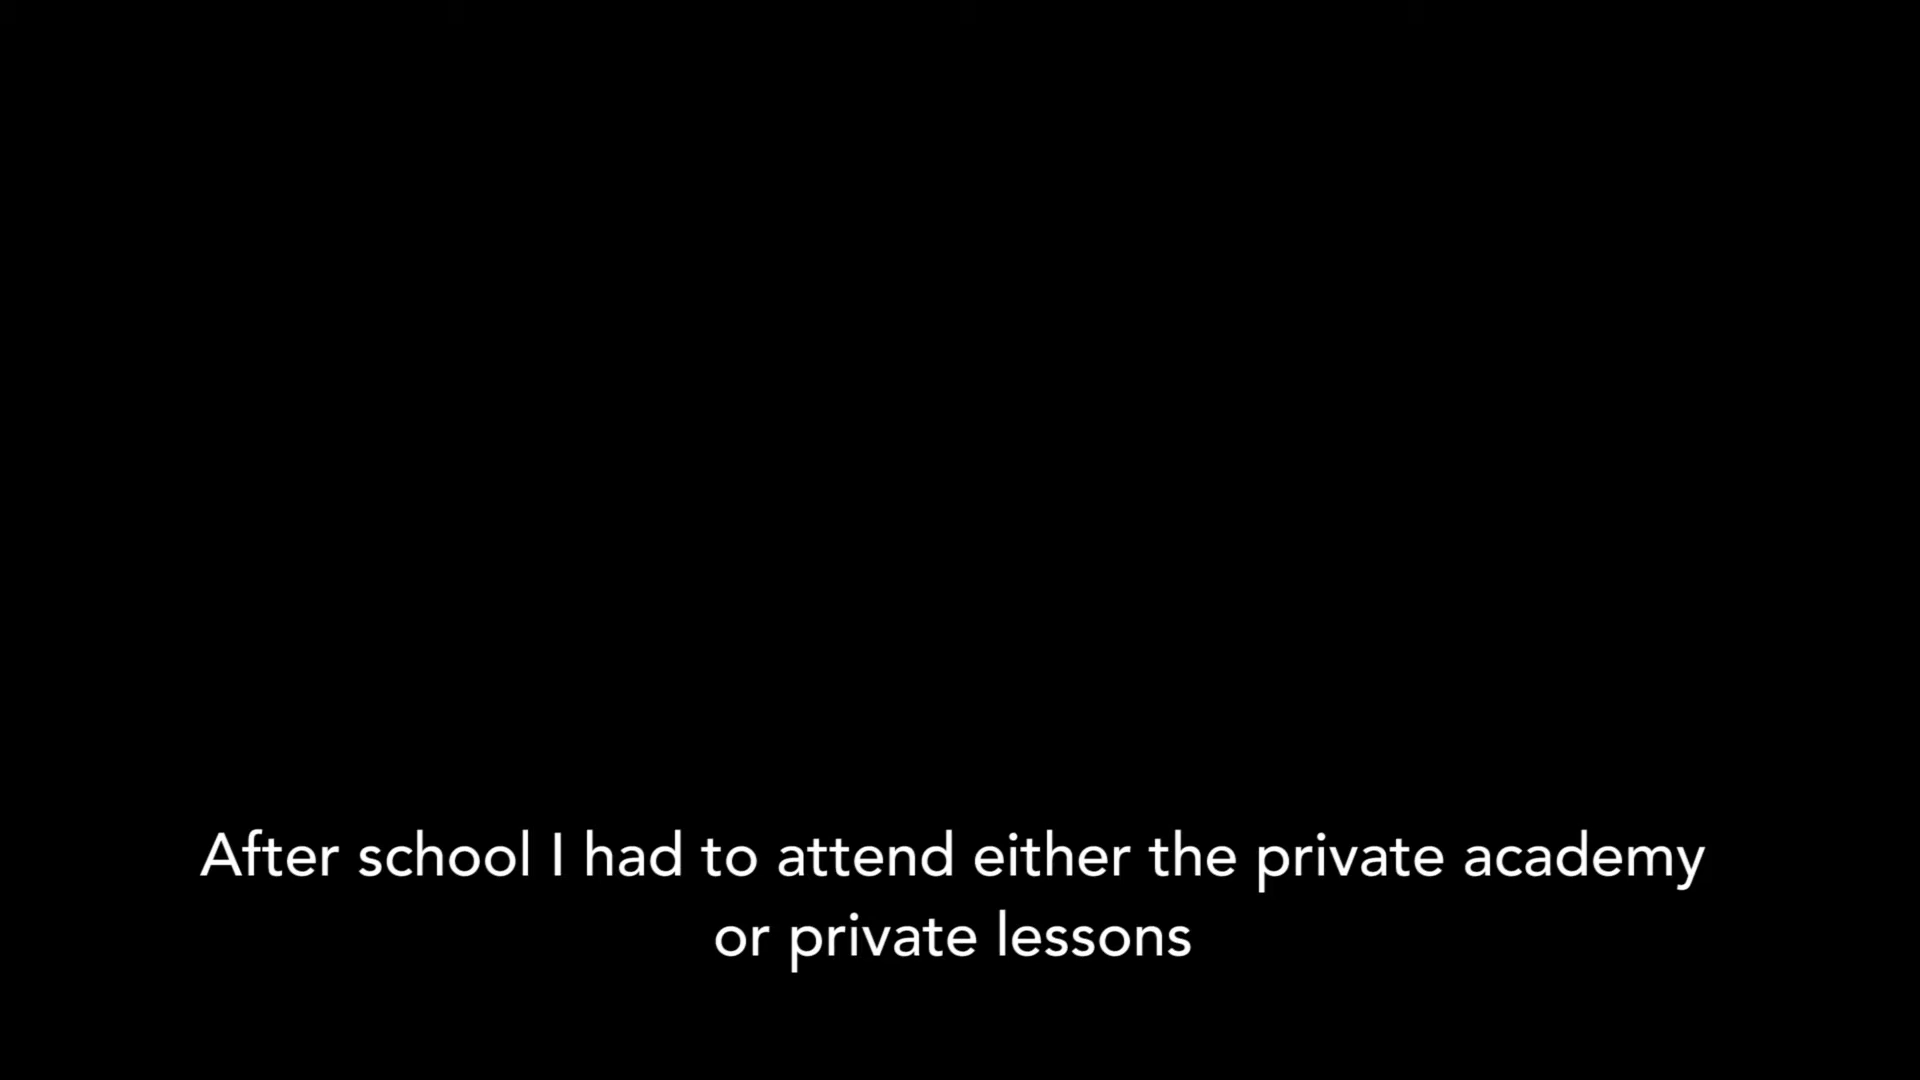 After school I had to attend either the private academy
or private lessons